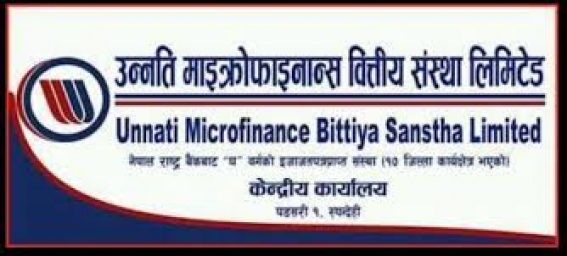 उन्नति माइक्रोफाइनान्स वित्तीय संस्था लिमिटेड
Unnati Microfinance Bittiya Sanstha Limited
नेपाल राष्ट्र बैंकबाट "घ" वर्गको इजाजतपत्रप्राप्त संस्था (१० जिल्ला कार्यक्षेत्र भएको)
केन्द्रीय कार्यालय
पडसरी १, रुपन्देही